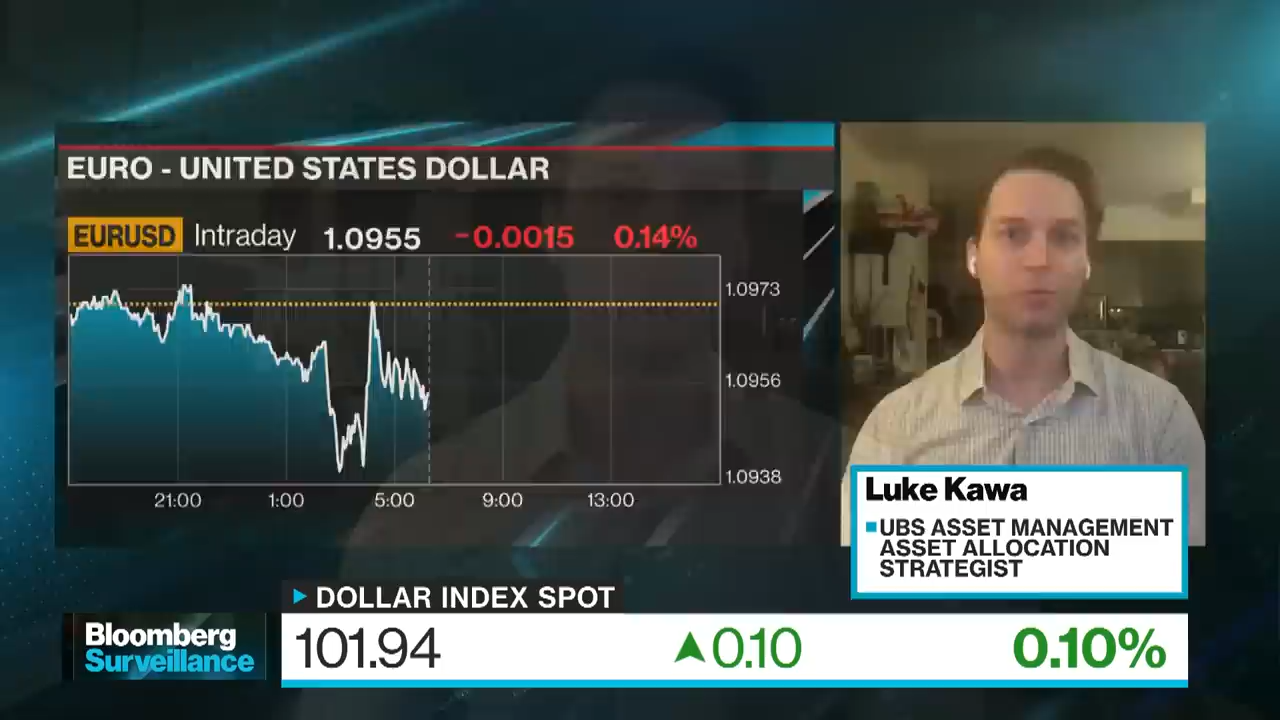 EURO - UNITED STATES DOLLAR
EURUSD Intraday 1.0955 -0.0015 0.14%
1.0973
1.0956
1.0938
21:00 1:00 5:00 9:00 13:00
Luke Kawa
UBS ASSET MANAGEMENT
ASSET ALLOCATION
STRATEGIST
DOLLAR INDEX SPOT
Bloomberg
Surveillance
101.94 ▲0.10 0.10%